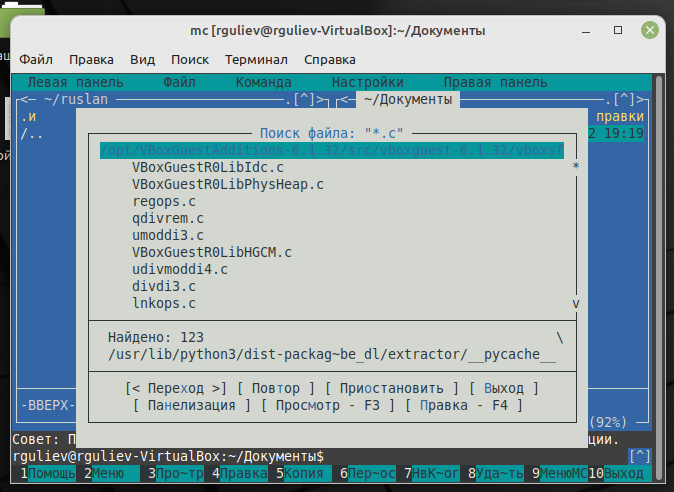 mc [rguliev@rguliev-VirtualBox]:~/Документы
Файл Правка Вид Поиск Терминал Справка
Левая панель Файл Команда Настройки Правая панель
<— ~/ruslan .[^]> <— ~/Документы .[^]>
.и правки
/.. 2 19:19
Поиск файла: "*.c"
/opt/VBoxGuestAdditions-6.1.32/src/vboxguest-6.1.32/vboxsf
VBoxGuestR0LibIdc.c *
VBoxGuestR0LibPhysHeap.c
regops.c
qdivrem.c
umoddi3.c
VBoxGuestR0LibHGCM.c
udivmoddi4.c
divdi3.c
lnkops.c v
Найдено: 123 \
/usr/lib/python3/dist-packag~be_dl/extractor/__pycache__
[< Переход >] [ Повтор ] [ Приостановить ] [ Выход ]
[ Панелизация ] [ Просмотр - F3 ] [ Правка - F4 ]
-ВВЕРХ- (92%)
Совет: П ции.
rguliev@rguliev-VirtualBox:~/Документы$ [^]
1Помощь 2Меню 3Про~тр 4Правка 5Копия 6Пер~ос 7НвК~ог 8Уда~ть 9МенюMC 10Выход